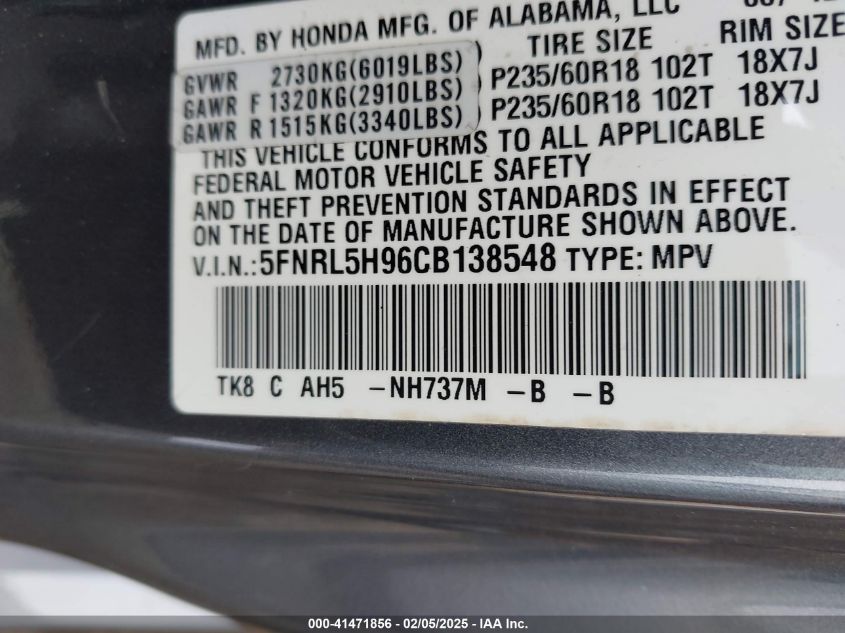 MFD. BY HONDA MFG. OF ALABAMA, LLC
TIRE SIZE RIM SIZE
GVWR 2730KG(6019LBS)
GAWR F 1320KG(2910LBS) P235/60R18 102T 18X7J
GAWR R 1515KG(3340LBS) P235/60R18 102T 18X7J
THIS VEHICLE CONFORMS TO ALL APPLICABLE
FEDERAL MOTOR VEHICLE SAFETY
AND THEFT PREVENTION STANDARDS IN EFFECT
ON THE DATE OF MANUFACTURE SHOWN ABOVE.
V.I.N.:5FNRL5H96CB138548 TYPE: MPV
TK8 C AH5 -NH737M -B -B
000-41471856 - 02/05/2025 - IAA Inc.